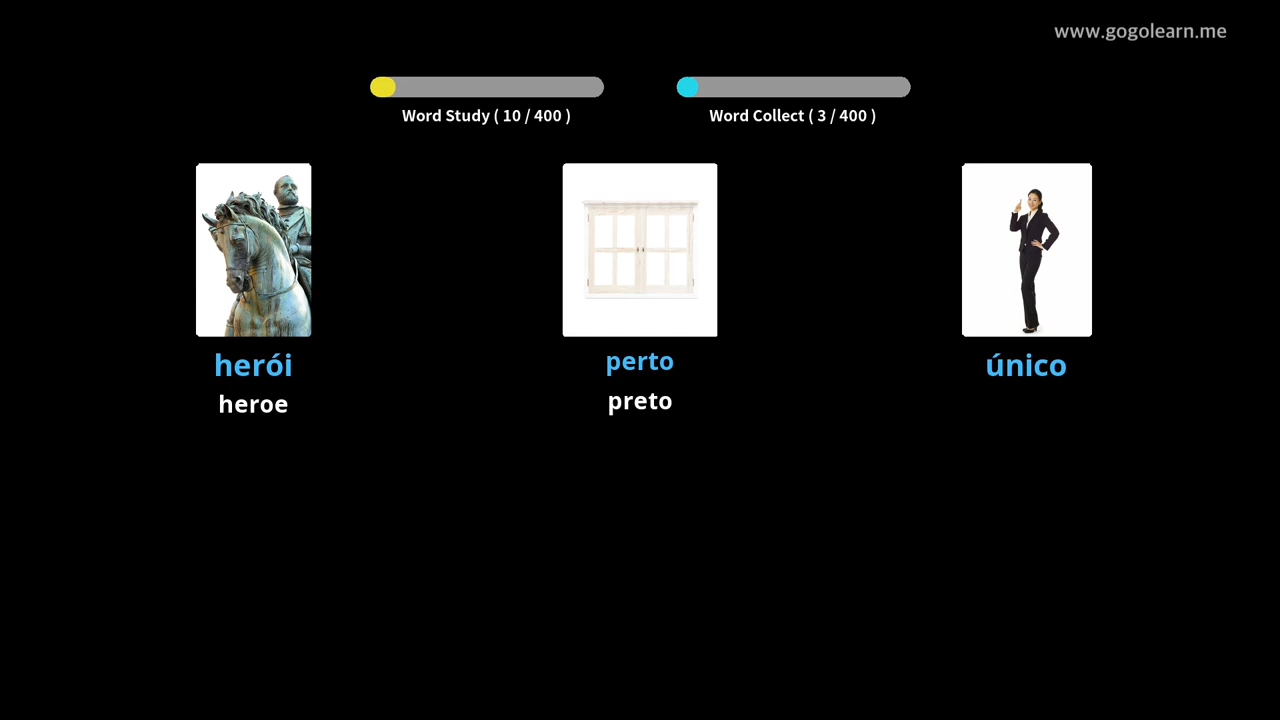 www.gogolearn.me
Word Study ( 10 / 400 )
Word Collect ( 3 / 400 )
herói
heroe
perto
preto
único